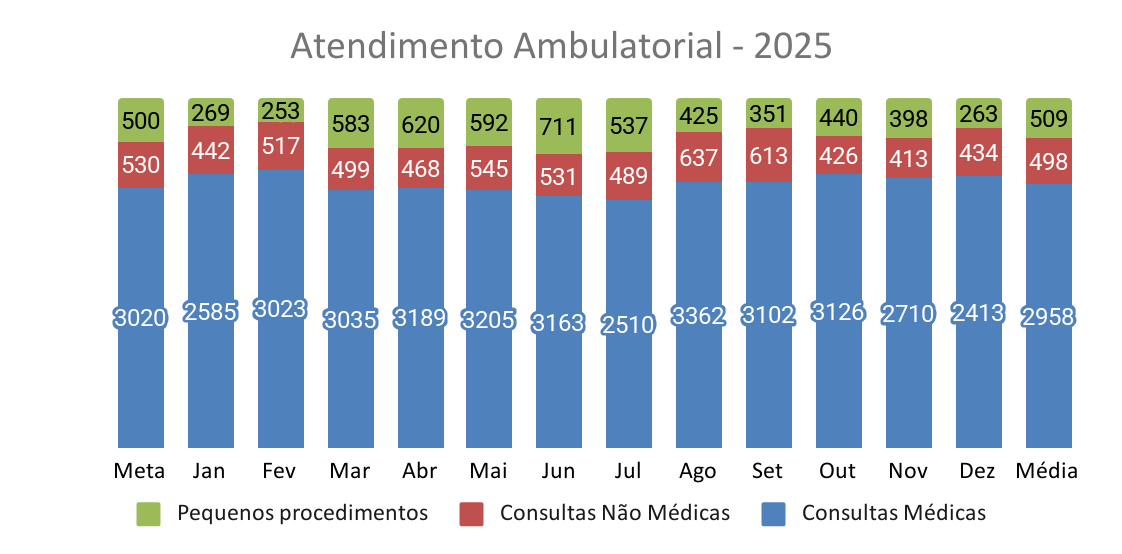 Atendimento Ambulatorial - 2025
500 269 253 583 620 592 711 537 425 351 440 398 263 509
530 442 517 499 468 545 531 489 637 613 426 413 434 498
3020 2585 3023 3035 3189 3205 3163 2510 3362 3102 3126 2710 2413 2958
Meta Jan Fev Mar Abr Mai Jun Jul Ago Set Out Nov Dez Média
Pequenos procedimentos Consultas Não Médicas Consultas Médicas